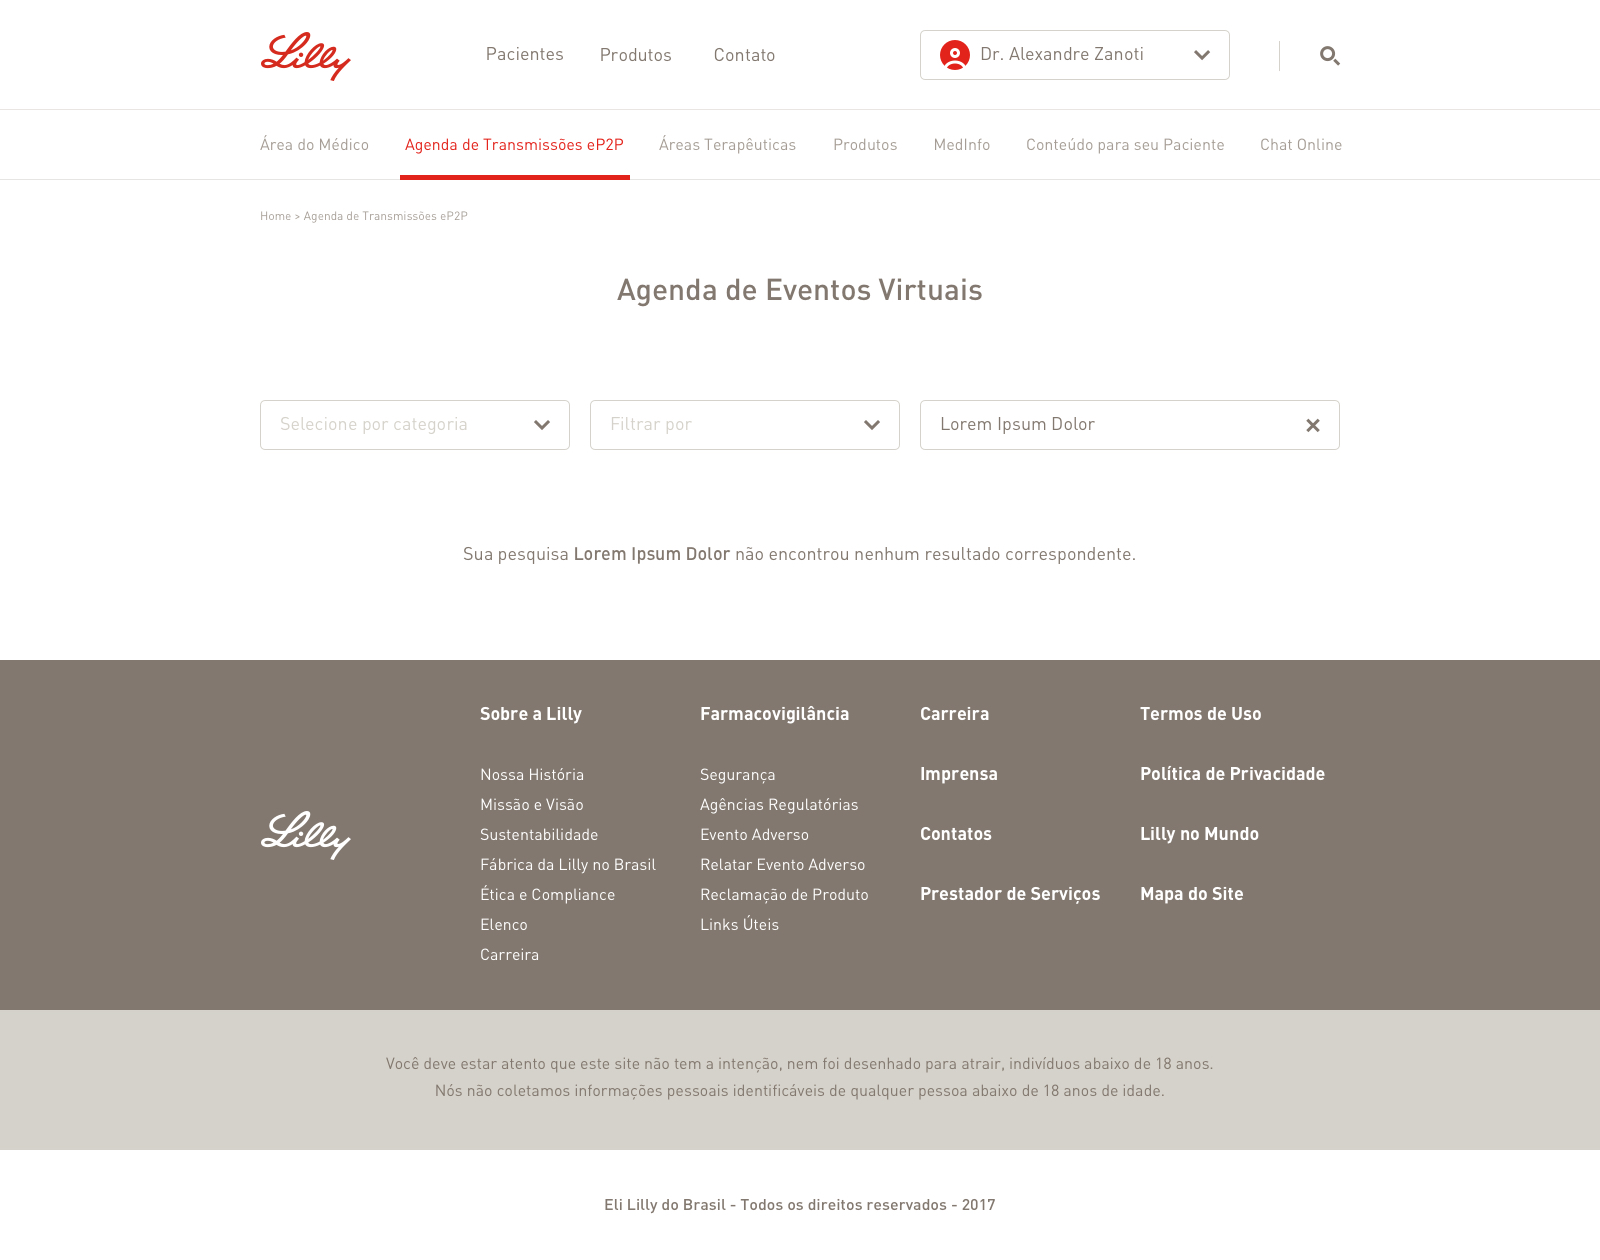 Lilly
Pacientes
Produtos
Contato
Dr. Alexandre Zanoti
Área do Médico
Agenda de Transmissões eP2P
Áreas Terapêuticas
Produtos
MedInfo
Conteúdo para seu Paciente
Chat Online
Home > Agenda de Transmissões eP2P
Agenda de Eventos Virtuais
Selecione por categoria
Filtrar por
Lorem Ipsum Dolor
Sua pesquisa Lorem Ipsum Dolor não encontrou nenhum resultado correspondente.
Lilly
Sobre a Lilly
Nossa História
Missão e Visão
Sustentabilidade
Fábrica da Lilly no Brasil
Ética e Compliance
Elenco
Carreira
Farmacovigilância
Segurança
Agências Regulatórias
Evento Adverso
Relatar Evento Adverso
Reclamação de Produto
Links Úteis
Carreira
Imprensa
Contatos
Prestador de Serviços
Termos de Uso
Política de Privacidade
Lilly no Mundo
Mapa do Site
Você deve estar atento que este site não tem a intenção, nem foi desenhado para atrair, indivíduos abaixo de 18 anos.
Nós não coletamos informações pessoais identificáveis de qualquer pessoa abaixo de 18 anos de idade.
Eli Lilly do Brasil - Todos os direitos reservados - 2017